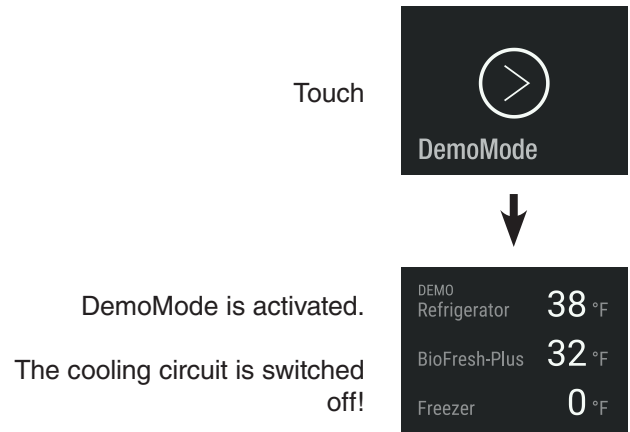 Touch
DemoMode
DemoMode is activated.
The cooling circuit is switched
off!
DEMO
Refrigerator 38 °F
BioFresh-Plus 32 °F
Freezer 0 °F